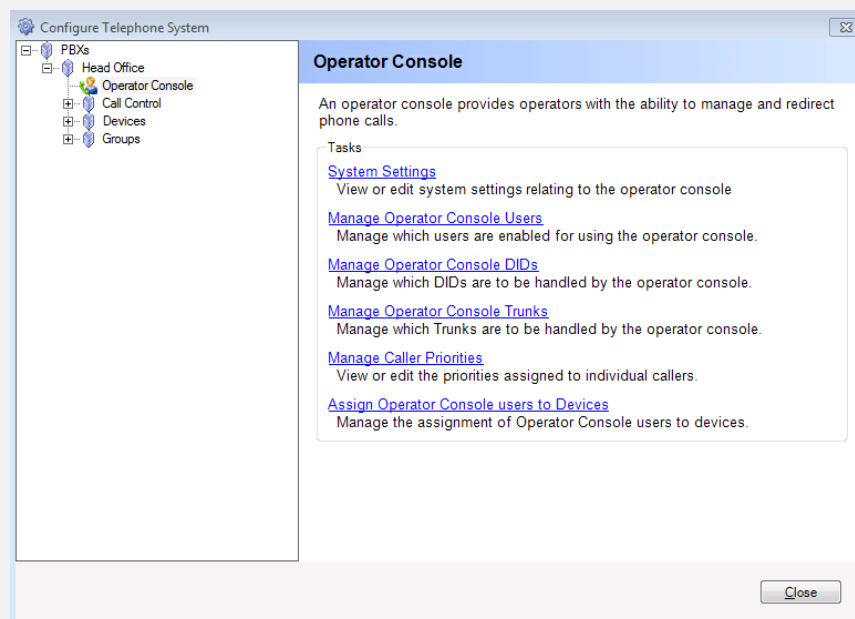 Configure Telephone System
PBXs
Head Office
Operator Console
Call Control
Devices
Groups
Operator Console
An operator console provides operators with the ability to manage and redirect
phone calls.
Tasks
System Settings
View or edit system settings relating to the operator console
Manage Operator Console Users
Manage which users are enabled for using the operator console.
Manage Operator Console DIDs
Manage which DIDs are to be handled by the operator console.
Manage Operator Console Trunks
Manage which Trunks are to be handled by the operator console.
Manage Caller Priorities
View or edit the priorities assigned to individual callers.
Assign Operator Console users to Devices
Manage the assignment of Operator Console users to devices.
Close